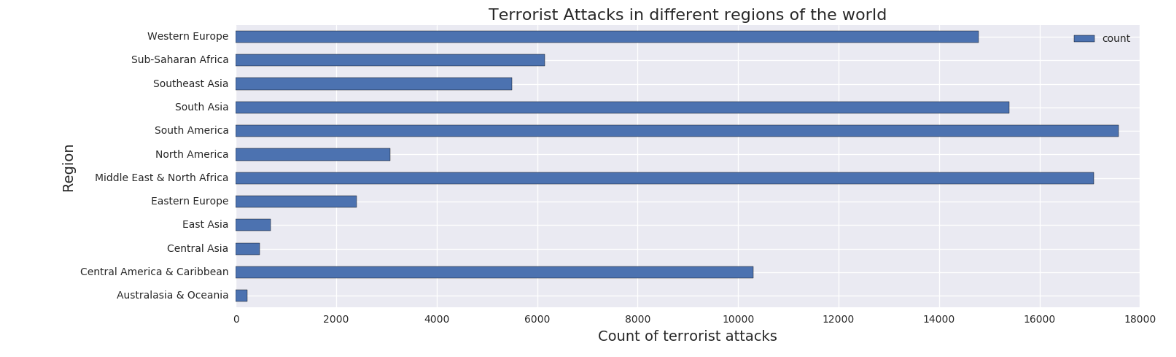 Terrorist Attacks in different regions of the world
count
Region
Western Europe
Sub-Saharan Africa
Southeast Asia
South Asia
South America
North America
Middle East & North Africa
Eastern Europe
East Asia
Central Asia
Central America & Caribbean
Australasia & Oceania
0 2000 4000 6000 8000 10000 12000 14000 16000 18000
Count of terrorist attacks